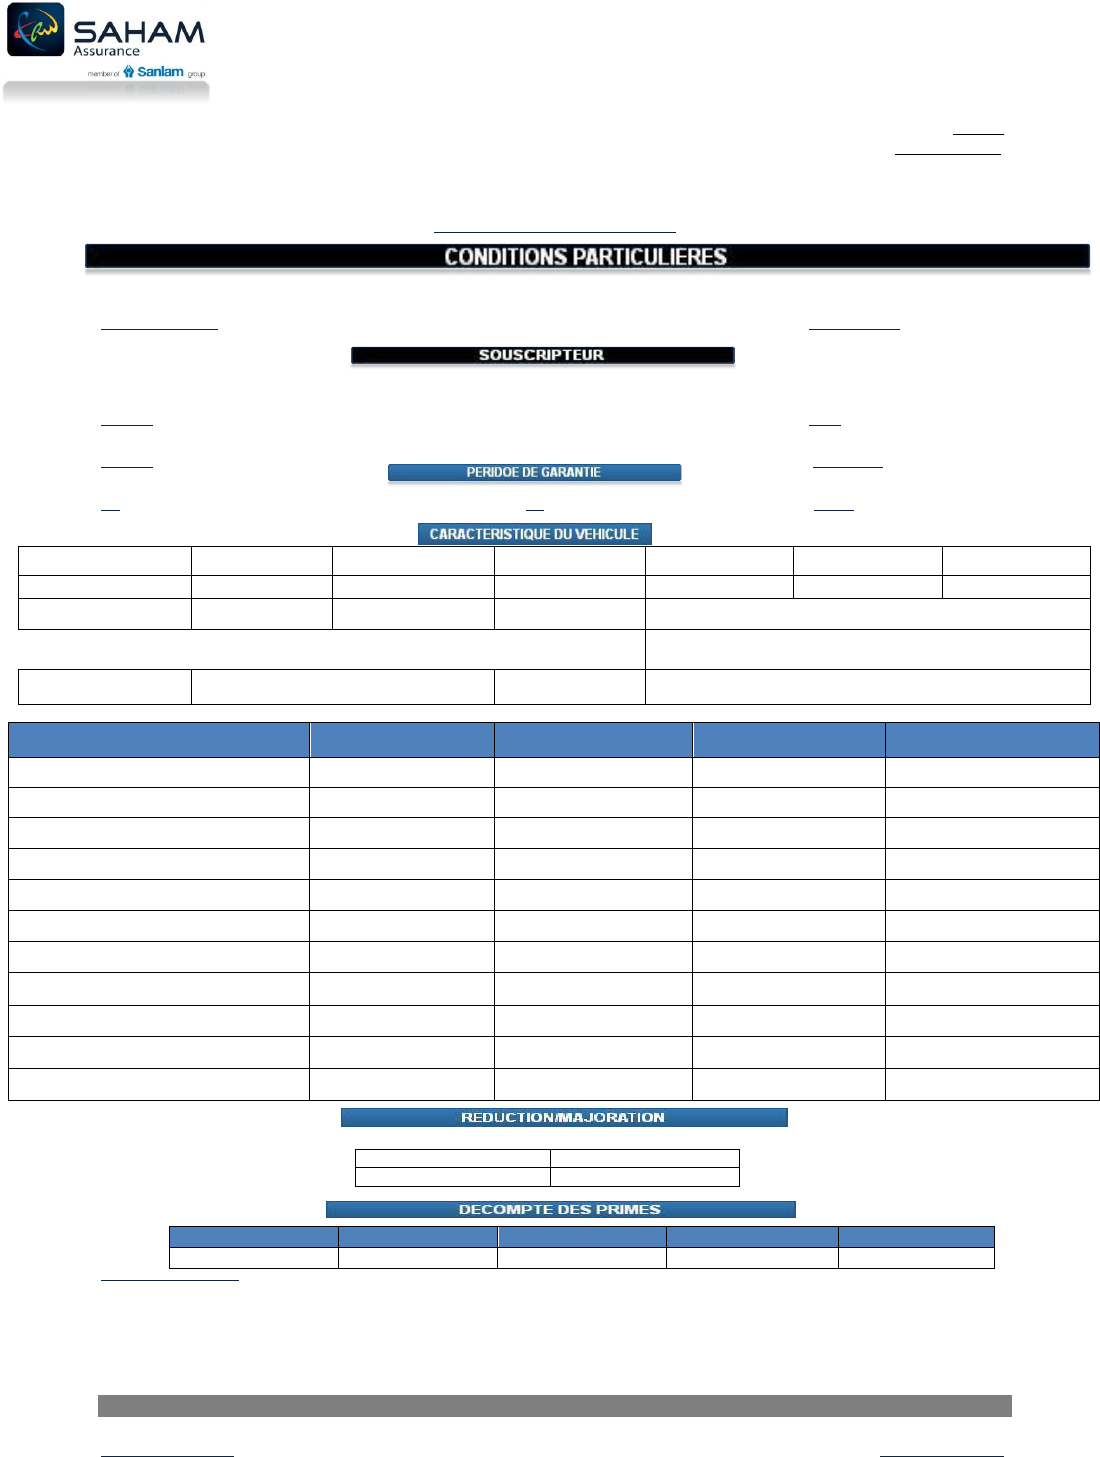 SAHAM
Assurance
member of Sanlam group
CONDITIONS PARTICULIERES
SOUSCRIPTEUR
PERIDOE DE GARANTIE
CARACTERISTIQUE DU VEHICULE
REDUCTION/MAJORATION
DECOMPTE DES PRIMES